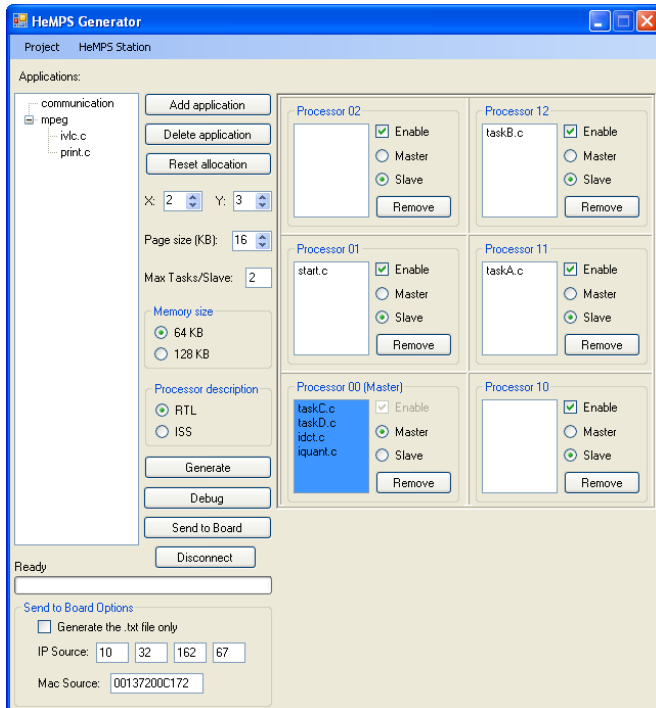 HeMPS Generator
Project HeMPS Station
Applications:
communication
mpeg
ivlc.c
print.c
Add application
Delete application
Reset allocation
X: 2 Y: 3
Page size (KB): 16
Max Tasks/Slave: 2
Memory size
64 KB
128 KB
Processor description
RTL
ISS
Generate
Debug
Send to Board
Disconnect
Processor 02
Enable
Master
Slave
Remove
Processor 12
taskB.c
Enable
Master
Slave
Remove
Processor 01
start.c
Enable
Master
Slave
Remove
Processor 11
taskA.c
Enable
Master
Slave
Remove
Processor 00 (Master)
taskC.c
taskD.c
idct.c
iquant.c
Enable
Master
Slave
Remove
Processor 10
Enable
Master
Slave
Remove
Ready
Send to Board Options
Generate the .txt file only
IP Source: 10 32 162 67
Mac Source: 00137200C172